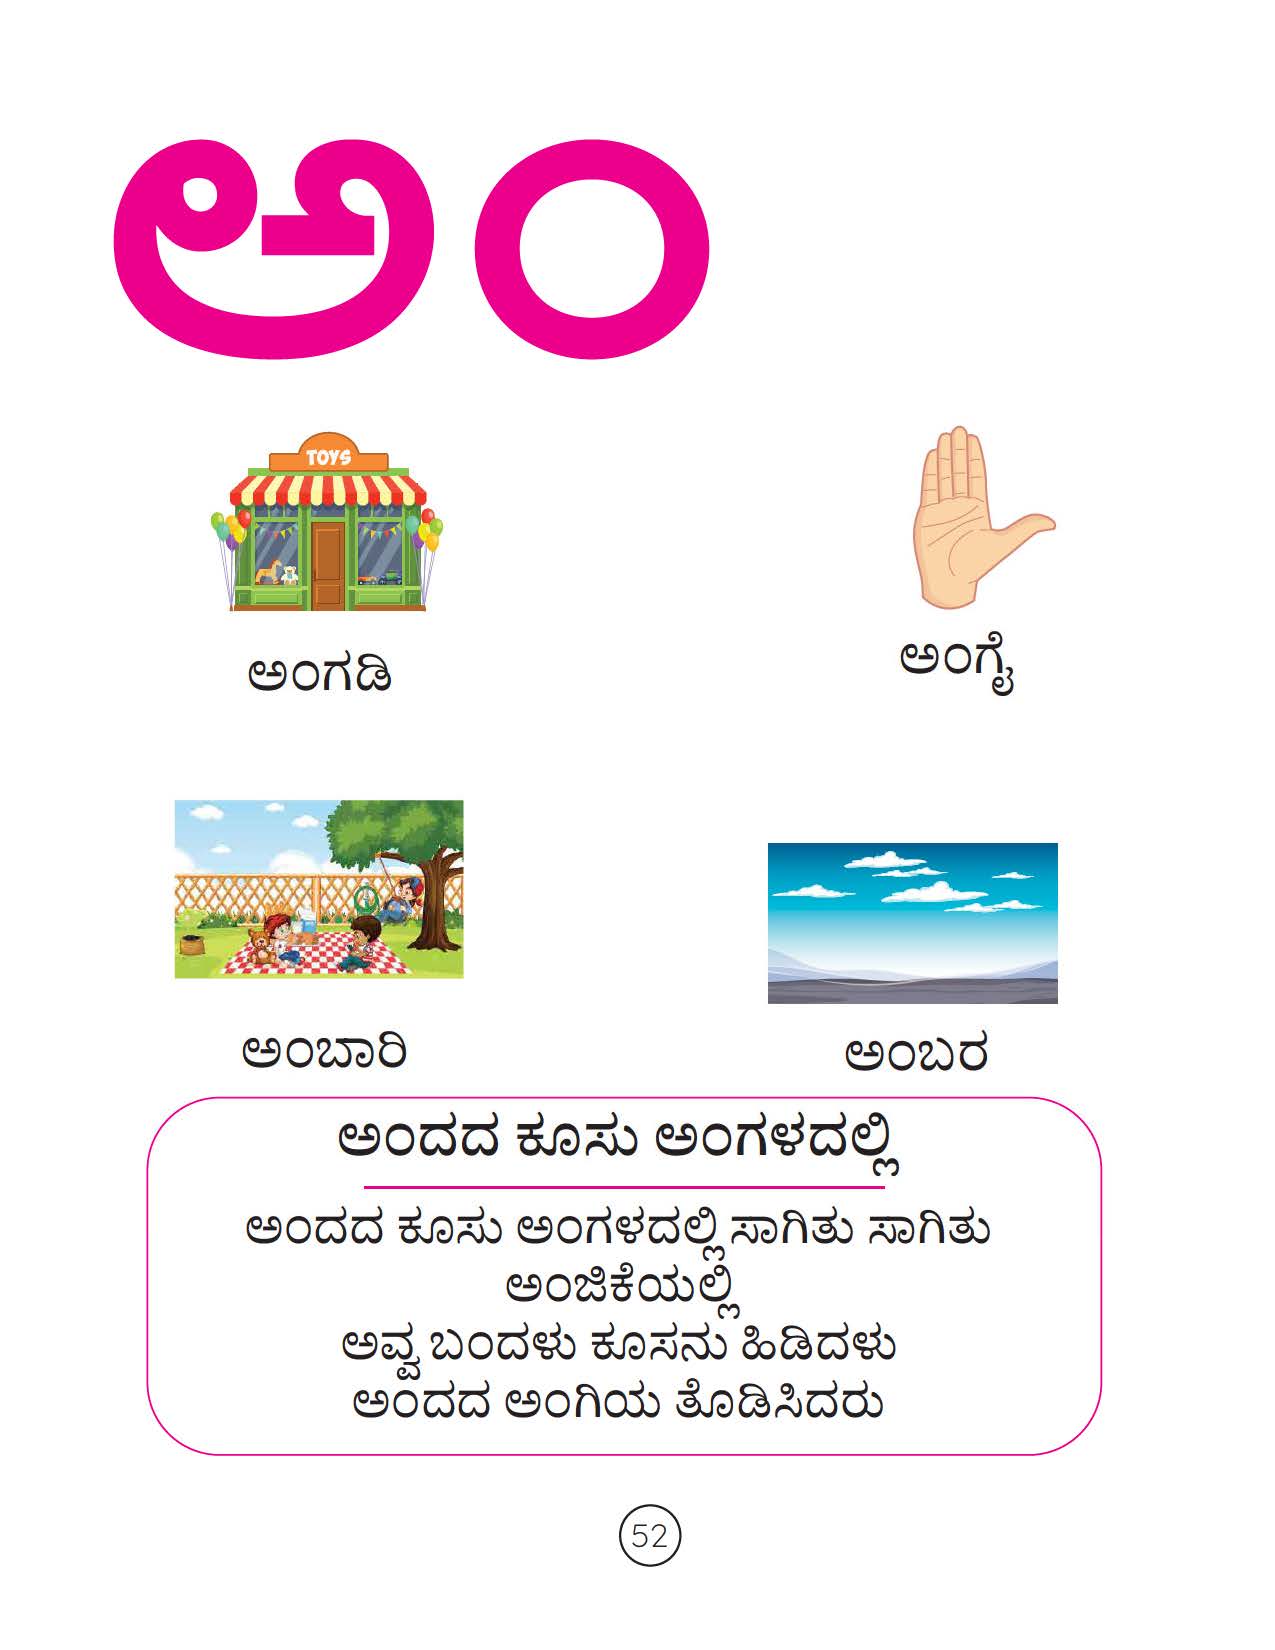 ಅಂ
TOYS
ಅಂಗಡಿ
ಅಂಗೈ
ಅಂಬಾರಿ
ಅಂಬರ
ಅಂದದ ಕೂಸು ಅಂಗಳದಲ್ಲಿ
ಅಂದದ ಕೂಸು ಅಂಗಳದಲ್ಲಿ ಸಾಗಿತು ಸಾಗಿತು
ಅಂಜಿಕೆಯಲ್ಲಿ
ಅವ್ವ ಬಂದಳು ಕೂಸನು ಹಿಡಿದಳು
ಅಂದದ ಅಂಗಿಯ ತೊಡಿಸಿದರು
52